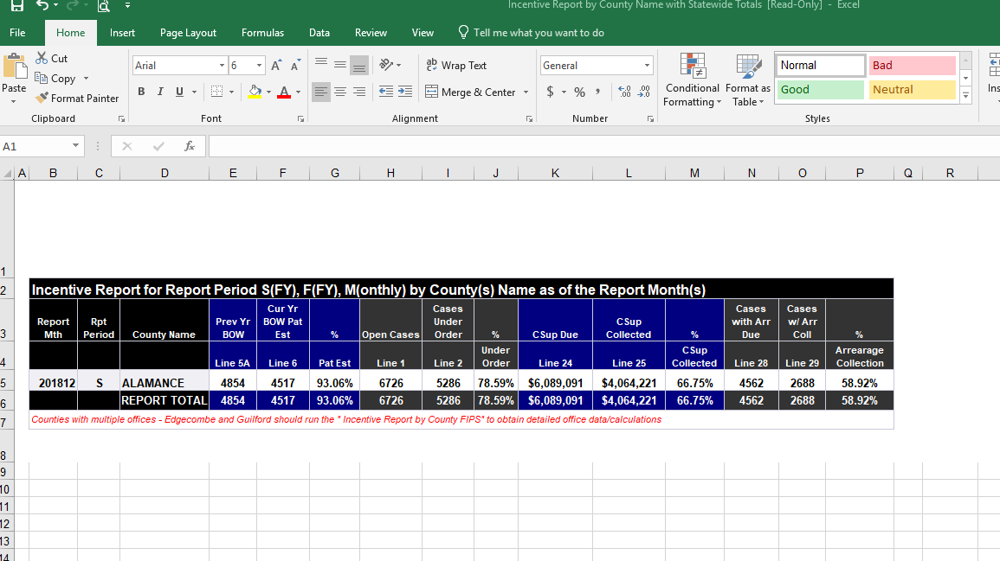 Incentive Report by County Name with Statewide Totals [Read-Only] - Excel
File Home Insert Page Layout Formulas Data Review View Tell me what you want to do
Cut
Copy
Format Painter
Paste
Clipboard
Arial 6 A A
B I U A
Font
ab Wrap Text
Merge & Center
Alignment
General
$ % , .00 .00
Number
Conditional Formatting
Format as Table
Normal Bad
Good Neutral
Styles
Ins
A1 fx
A B C D E F G H I J K L M N O P Q R
1
2 Incentive Report for Report Period S(FY), F(FY), M(onthly) by County(s) Name as of the Report Month(s)
3 Report Mth Rpt Period County Name Prev Yr BOW Cur Yr BOW Pat Est % Open Cases Cases Under Order % CSup Due CSup Collected % Cases with Arr Due Cases w/ Arr Coll %
4 Line 5A Line 6 Pat Est Line 1 Line 2 Under Order Line 24 Line 25 CSup Collected Line 28 Line 29 Arrearage Collection
5 201812 S ALAMANCE 4854 4517 93.06% 6726 5286 78.59% $6,089,091 $4,064,221 66.75% 4562 2688 58.92%
6 REPORT TOTAL 4854 4517 93.06% 6726 5286 78.59% $6,089,091 $4,064,221 66.75% 4562 2688 58.92%
7 Counties with multiple offices - Edgecombe and Guilford should run the " Incentive Report by County FIPS" to obtain detailed office data/calculations
8
9
10
11
12
13
14